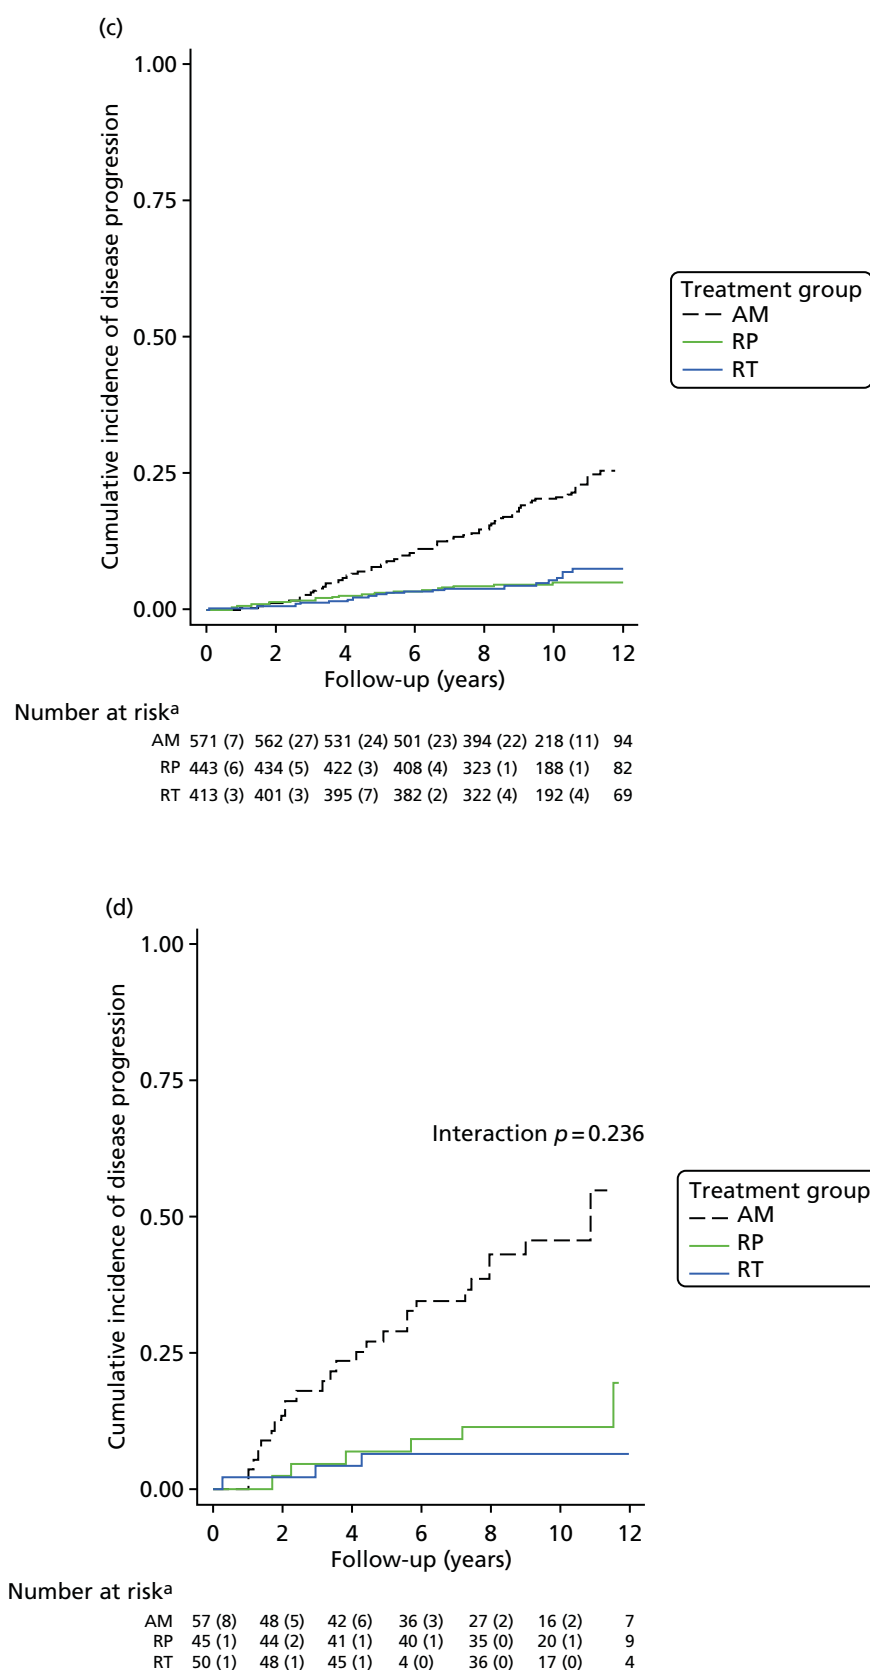 (c)
1.00
0.75
0.50
0.25
0.00
Cumulative incidence of disease progression
0 2 4 6 8 10 12
Follow-up (years)
Treatment group
AM
RP
RT
Number at riskᵃ
AM 571 (7) 562 (27) 531 (24) 501 (23) 394 (22) 218 (11) 94
RP 443 (6) 434 (5) 422 (3) 408 (4) 323 (1) 188 (1) 82
RT 413 (3) 401 (3) 395 (7) 382 (2) 322 (4) 192 (4) 69
(d)
1.00
0.75
0.50
0.25
0.00
Cumulative incidence of disease progression
Interaction p=0.236
0 2 4 6 8 10 12
Follow-up (years)
Treatment group
AM
RP
RT
Number at riskᵃ
AM 57 (8) 48 (5) 42 (6) 36 (3) 27 (2) 16 (2) 7
RP 45 (1) 44 (2) 41 (1) 40 (1) 35 (0) 20 (1) 9
RT 50 (1) 48 (1) 45 (1) 4 (0) 36 (0) 17 (0) 4